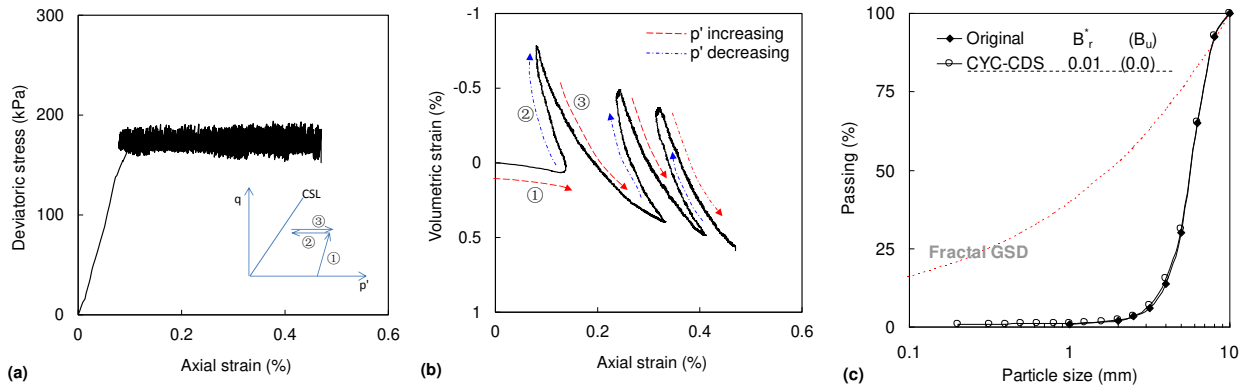 300
200
100
0
0
0.2
0.4
0.6
Deviatoric stress (kPa)
Axial strain (%)
q
CSL
③
②
①
p'
(a)
-1
-0.5
0
0.5
1
0
0.2
0.4
0.6
Volumetric strain (%)
Axial strain (%)
p' increasing
p' decreasing
②
③
①
(b)
100
75
50
25
0
0.1
1
10
Passing (%)
Particle size (mm)
Original B*r (Bu)
CYC-CDS 0.01 (0.0)
Fractal GSD
(c)